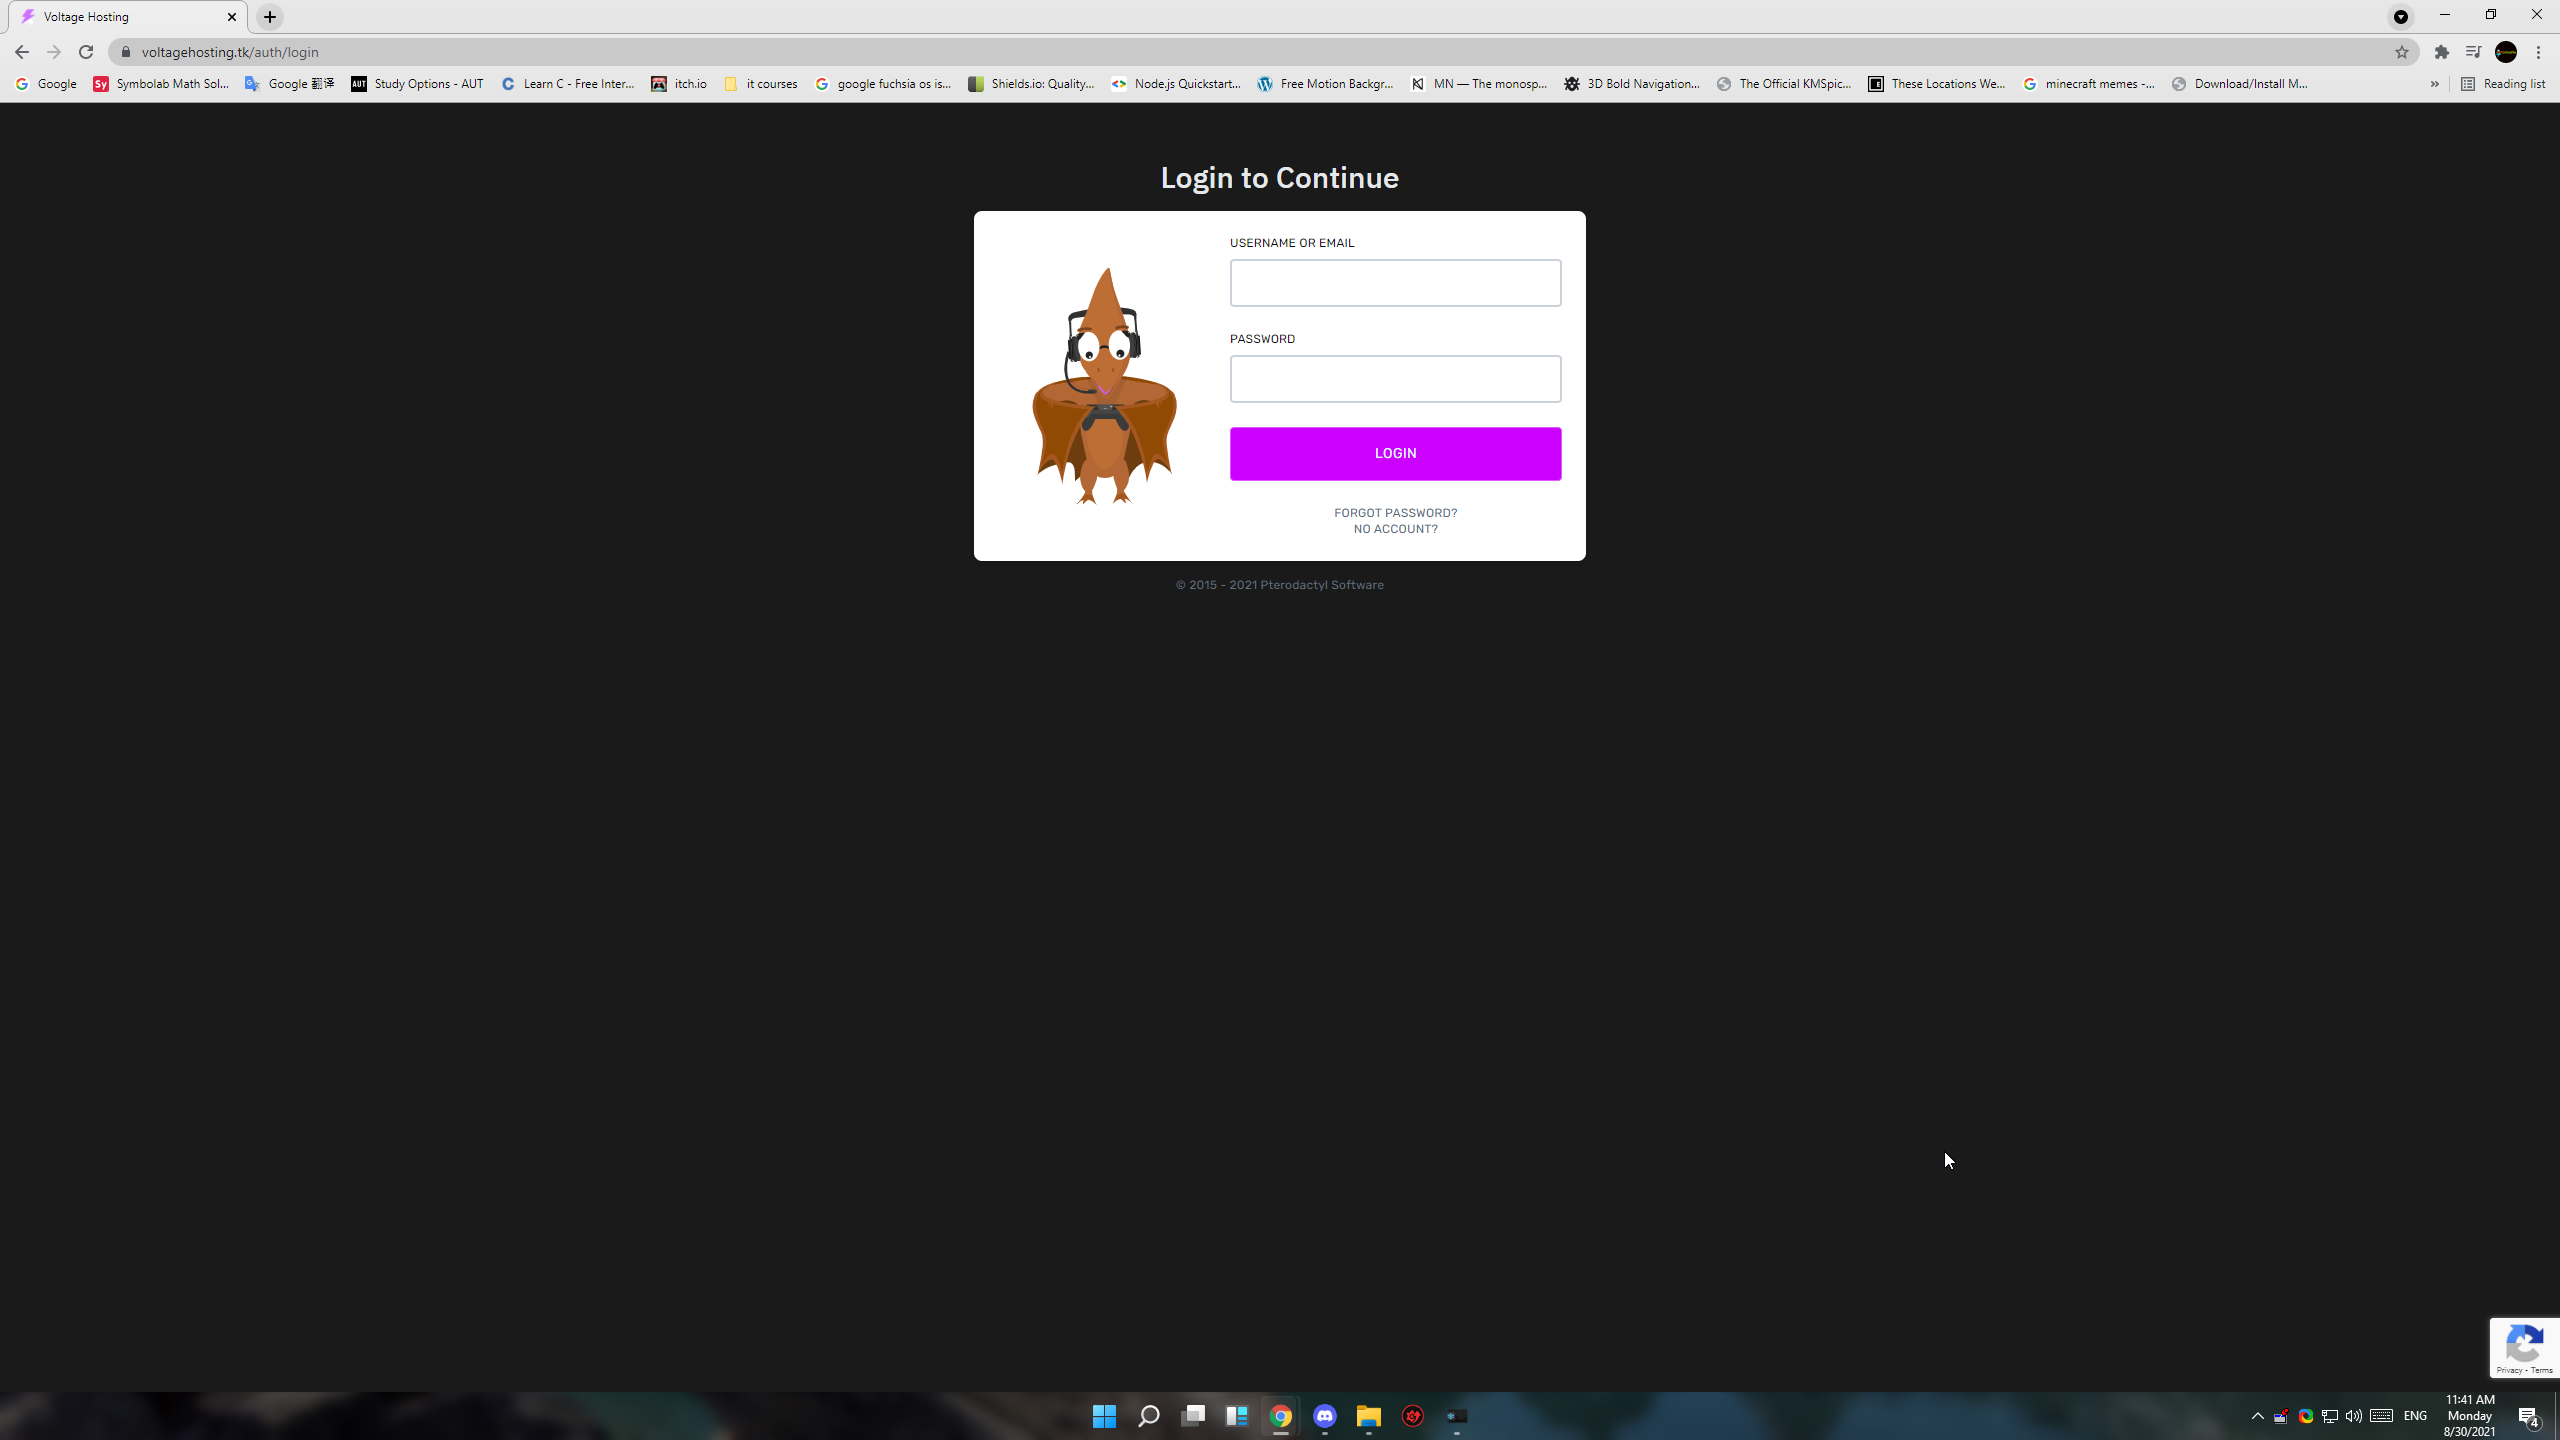 Voltage Hosting
voltagehosting.tk/auth/login
Google
Sy
Symbolab Math Sol...
Google 翻译
AUT
Study Options - AUT
C
Learn C - Free Inter...
itch.io
it courses
google fuchsia os is...
Shields.io: Quality...
Node.js Quickstart...
Free Motion Backgr...
MN — The monosp...
3D Bold Navigation...
The Official KMSpic...
These Locations We...
minecraft memes -...
Download/Install M...
»
Reading list
Login to Continue
USERNAME OR EMAIL
PASSWORD
LOGIN
FORGOT PASSWORD?
NO ACCOUNT?
© 2015 - 2021 Pterodactyl Software
Privacy - Terms
ENG
11:41 AM
Monday
8/30/2021
4